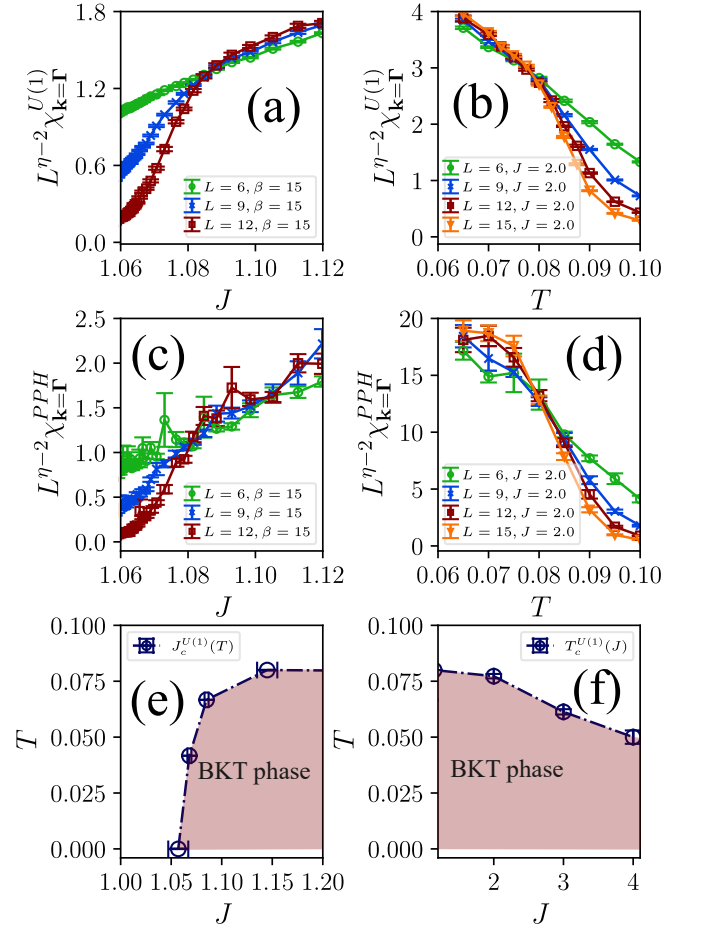 1.8
1.2
0.6
0.0
1.06 1.08 1.10 1.12
J
L^{η−2}χ^{U(1)}_{k=Γ}
(a)
L = 6, β = 15
L = 9, β = 15
L = 12, β = 15
4
3
2
1
0
0.06 0.07 0.08 0.09 0.10
T
L^{η−2}χ^{U(1)}_{k=Γ}
(b)
L = 6, J = 2.0
L = 9, J = 2.0
L = 12, J = 2.0
L = 15, J = 2.0
2.5
2.0
1.5
1.0
0.5
0.0
1.06 1.08 1.10 1.12
J
L^{η−2}χ^{PPH}_{k=Γ}
(c)
L = 6, β = 15
L = 9, β = 15
L = 12, β = 15
20
15
10
5
0
0.06 0.07 0.08 0.09 0.10
T
L^{η−2}χ^{PPH}_{k=Γ}
(d)
L = 6, J = 2.0
L = 9, J = 2.0
L = 12, J = 2.0
L = 15, J = 2.0
0.100
0.075
0.050
0.025
0.000
1.00 1.05 1.10 1.15 1.20
J
T
J_c^{U(1)}(T)
(e)
BKT phase
0.100
0.075
0.050
0.025
0.000
2 3 4
J
T
T_c^{U(1)}(J)
(f)
BKT phase